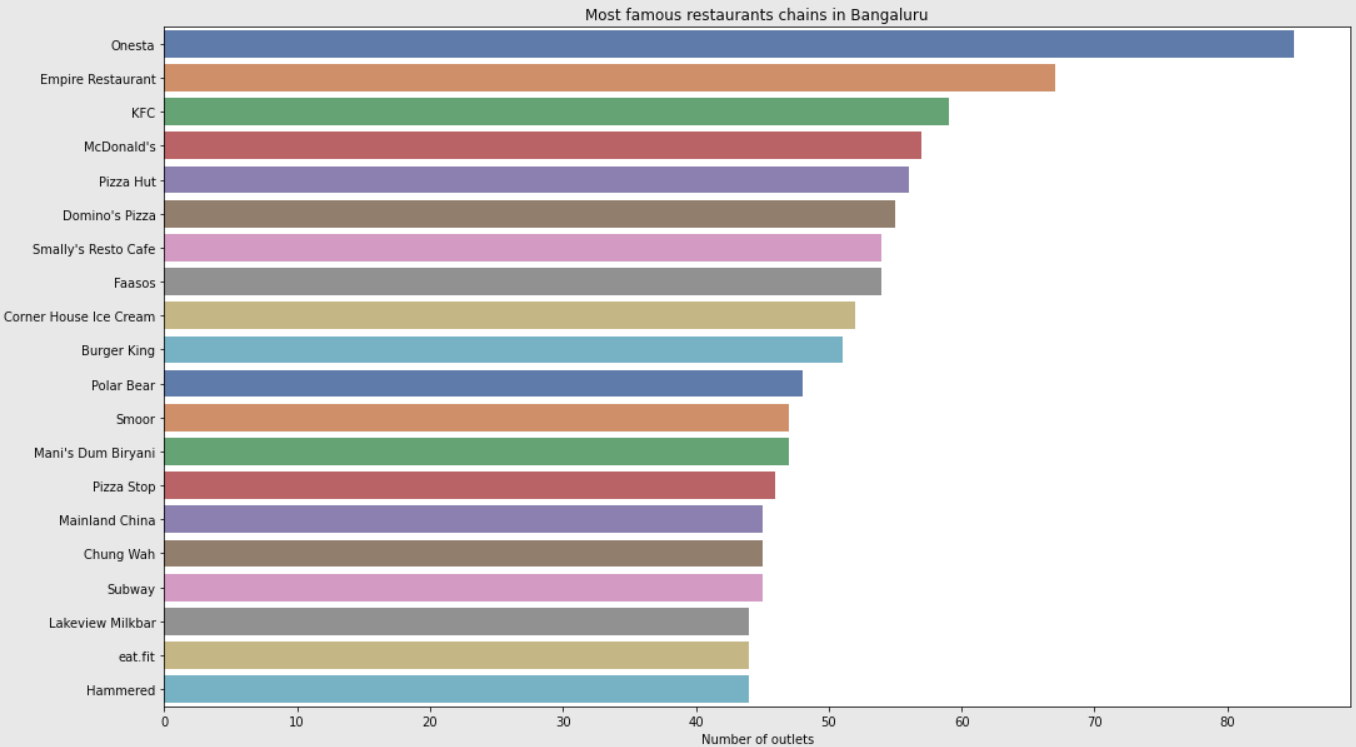 Most famous restaurants chains in Bangaluru
Onesta
Empire Restaurant
KFC
McDonald's
Pizza Hut
Domino's Pizza
Smally's Resto Cafe
Faasos
Corner House Ice Cream
Burger King
Polar Bear
Smoor
Mani's Dum Biryani
Pizza Stop
Mainland China
Chung Wah
Subway
Lakeview Milkbar
eat.fit
Hammered
0 10 20 30 40 50 60 70 80
Number of outlets